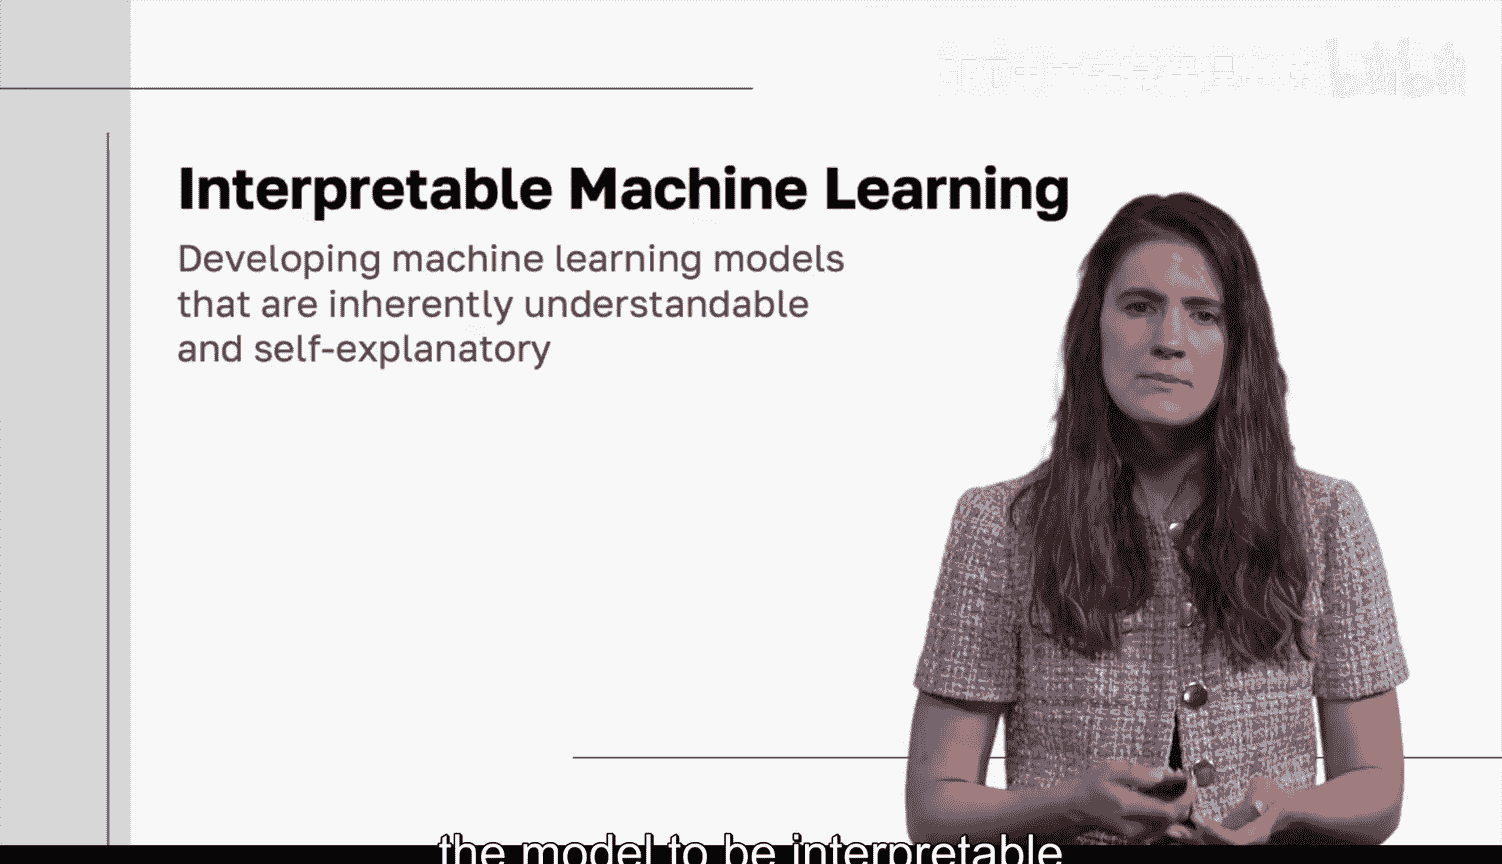 Interpretable Machine Learning
Developing machine learning models
that are inherently understandable
and self-explanatory
the model to be interpretable